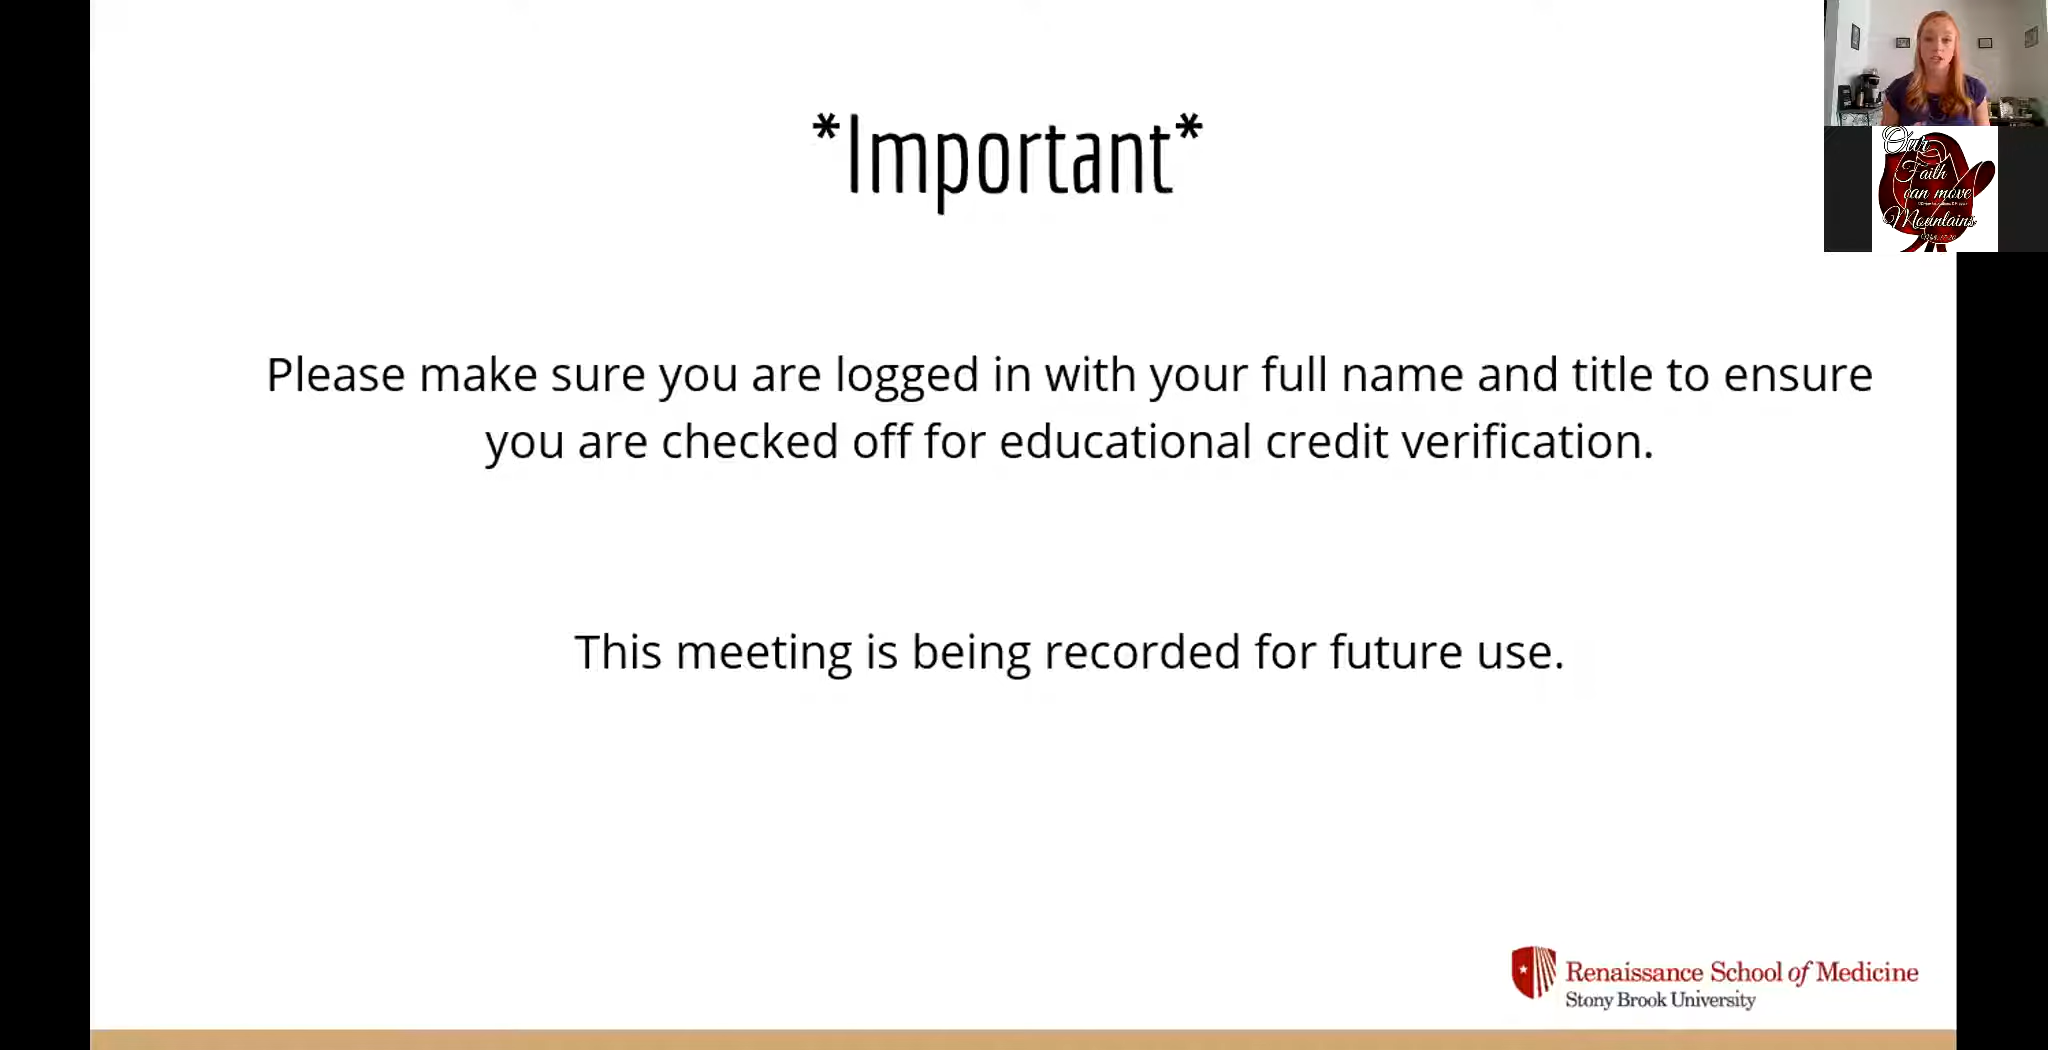 *Important*
Please make sure you are logged in with your full name and title to ensure
you are checked off for educational credit verification.
This meeting is being recorded for future use.
Renaissance School of Medicine
Stony Brook University
Our
Faith
can move
Mountains